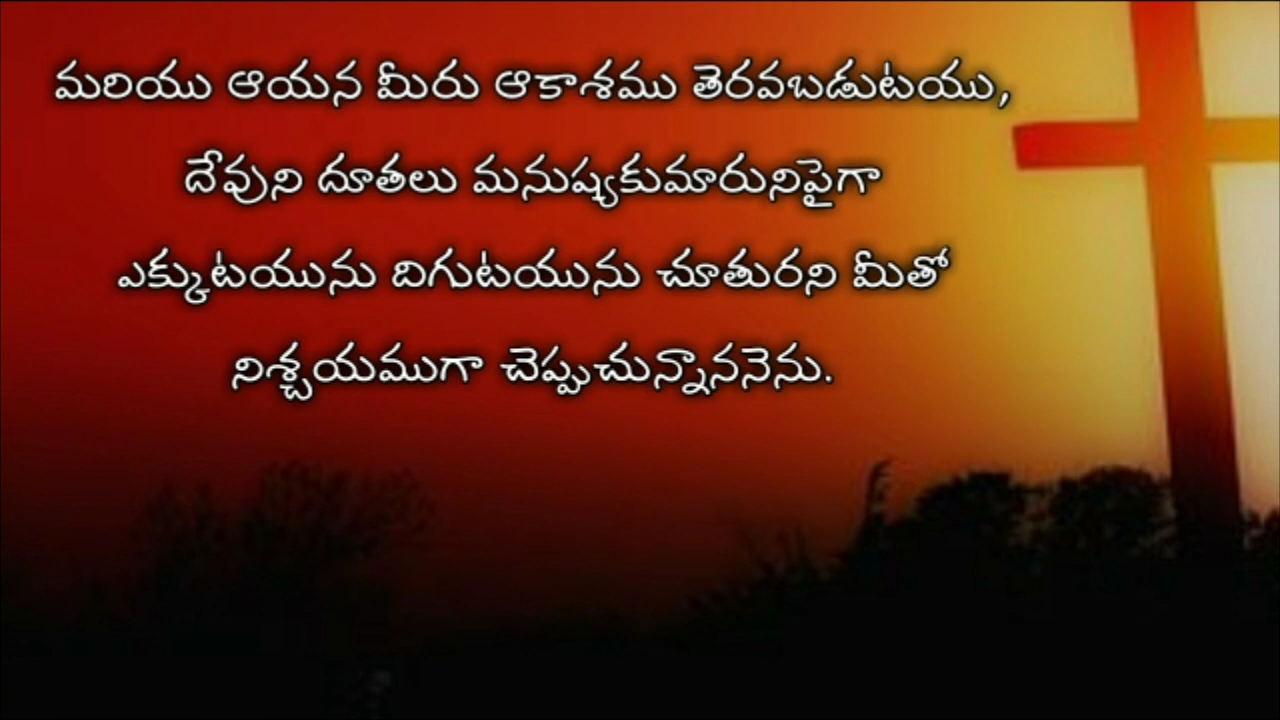 మరియు ఆయన మీరు ఆకాశము తెరవబడుటయు,
దేవుని దూతలు మనుష్యకుమారునిపైగా
ఎక్కుటయును దిగుటయును చూతురని మీతో
నిశ్చయముగా చెప్పుచున్నాననెను.